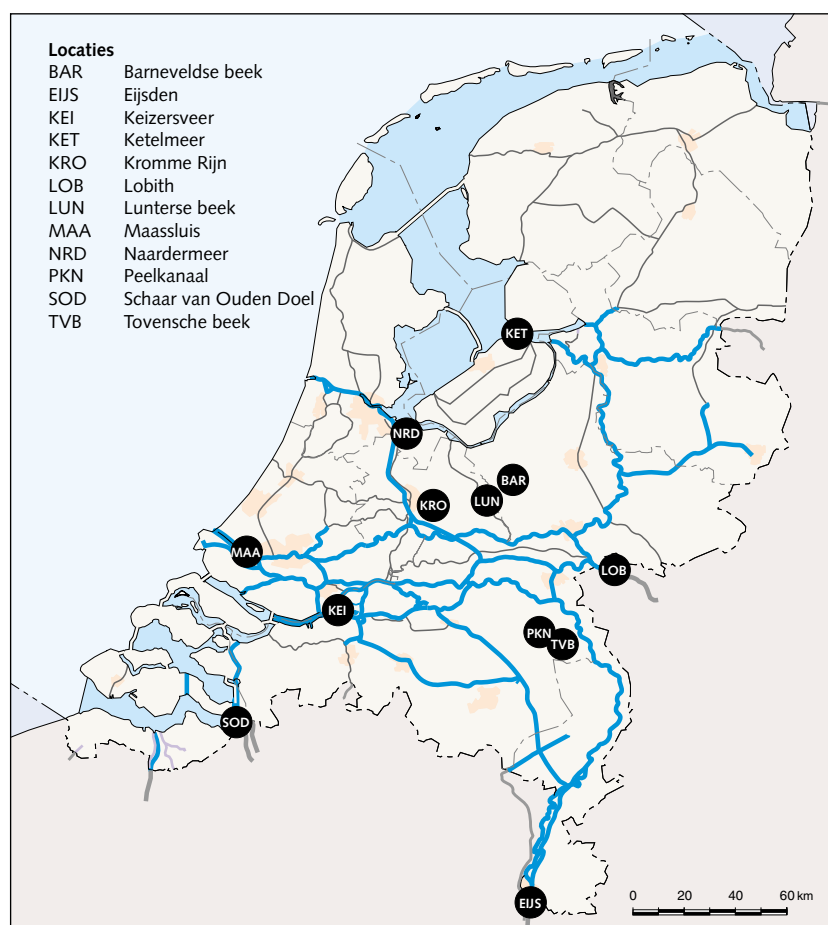 Locaties
BAR Barneveldse beek
EIJS Eijsden
KEI Keizersveer
KET Ketelmeer
KRO Kromme Rijn
LOB Lobith
LUN Lunterse beek
MAA Maassluis
NRD Naardermeer
PKN Peelkanaal
SOD Schaar van Ouden Doel
TVB Tovensche beek
KET
NRD
BAR
LUN
KRO
MAA
LOB
KEI
PKN
TVB
SOD
EIJS
0 20 40 60 km